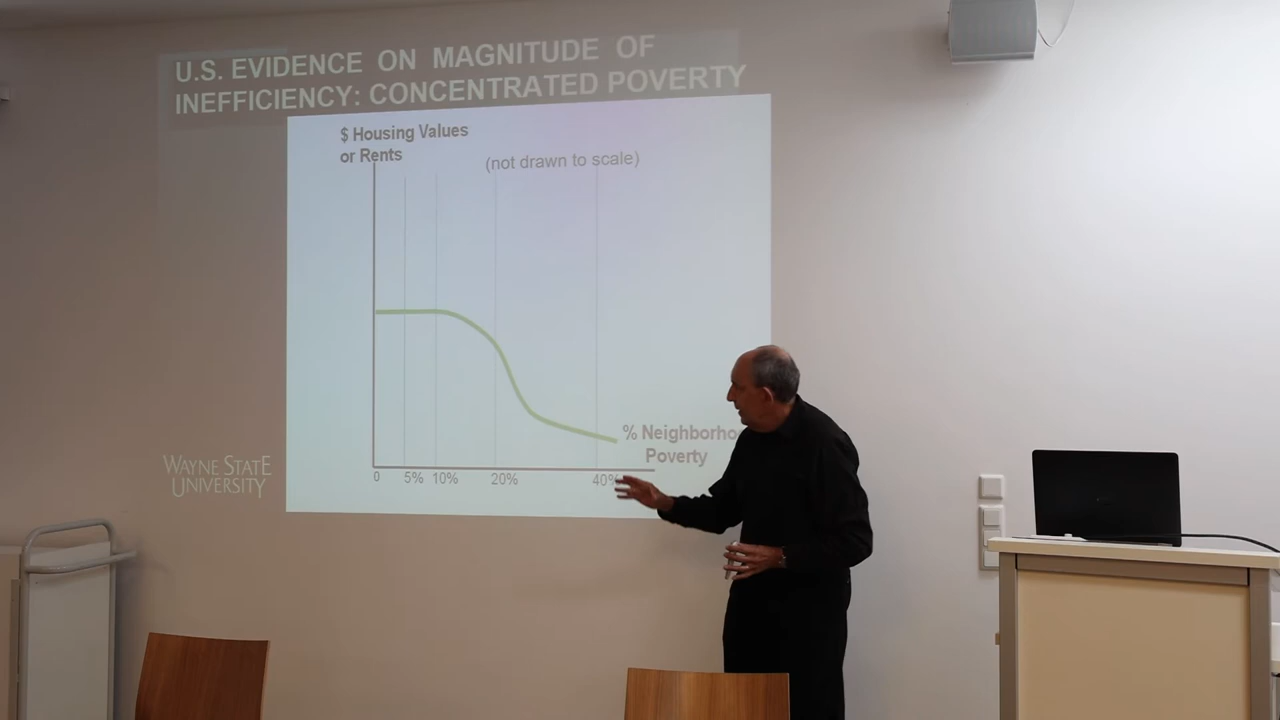 U.S. EVIDENCE ON MAGNITUDE OF
INEFFICIENCY: CONCENTRATED POVERTY
$ Housing Values
or Rents
(not drawn to scale)
% Neighborho
Poverty
0 5% 10% 20% 40%
WAYNE STATE
UNIVERSITY